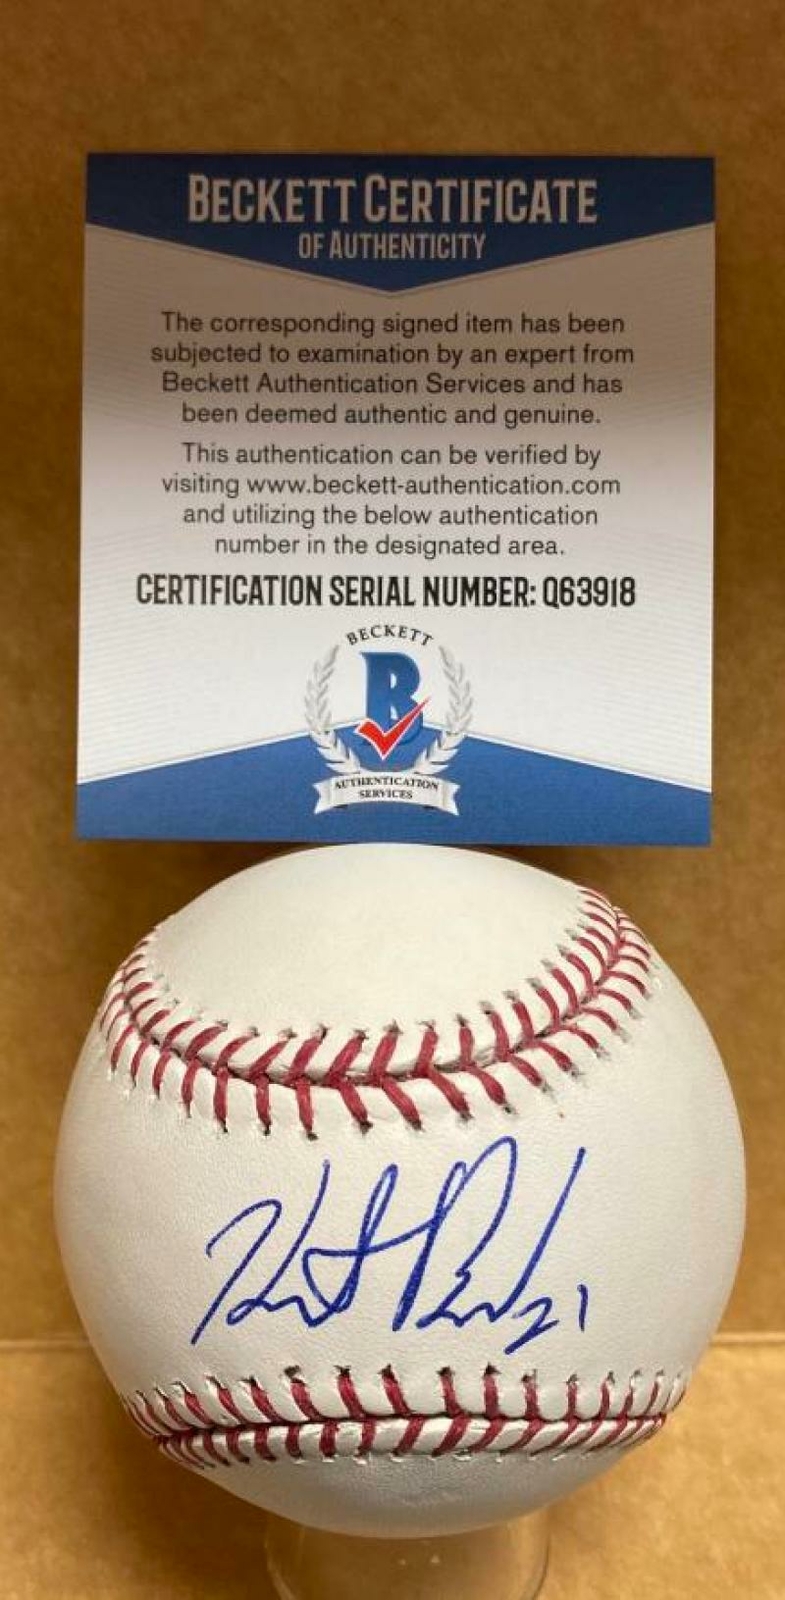 BECKETT CERTIFICATE
OF AUTHENTICITY
The corresponding signed item has been
subjected to examination by an expert from
Beckett Authentication Services and has
been deemed authentic and genuine.
This authentication can be verified by
visiting www.beckett-authentication.com
and utilizing the below authentication
number in the designated area.
CERTIFICATION SERIAL NUMBER: Q63918
BECKETT
B
AUTHENTICATION
SERVICES
21